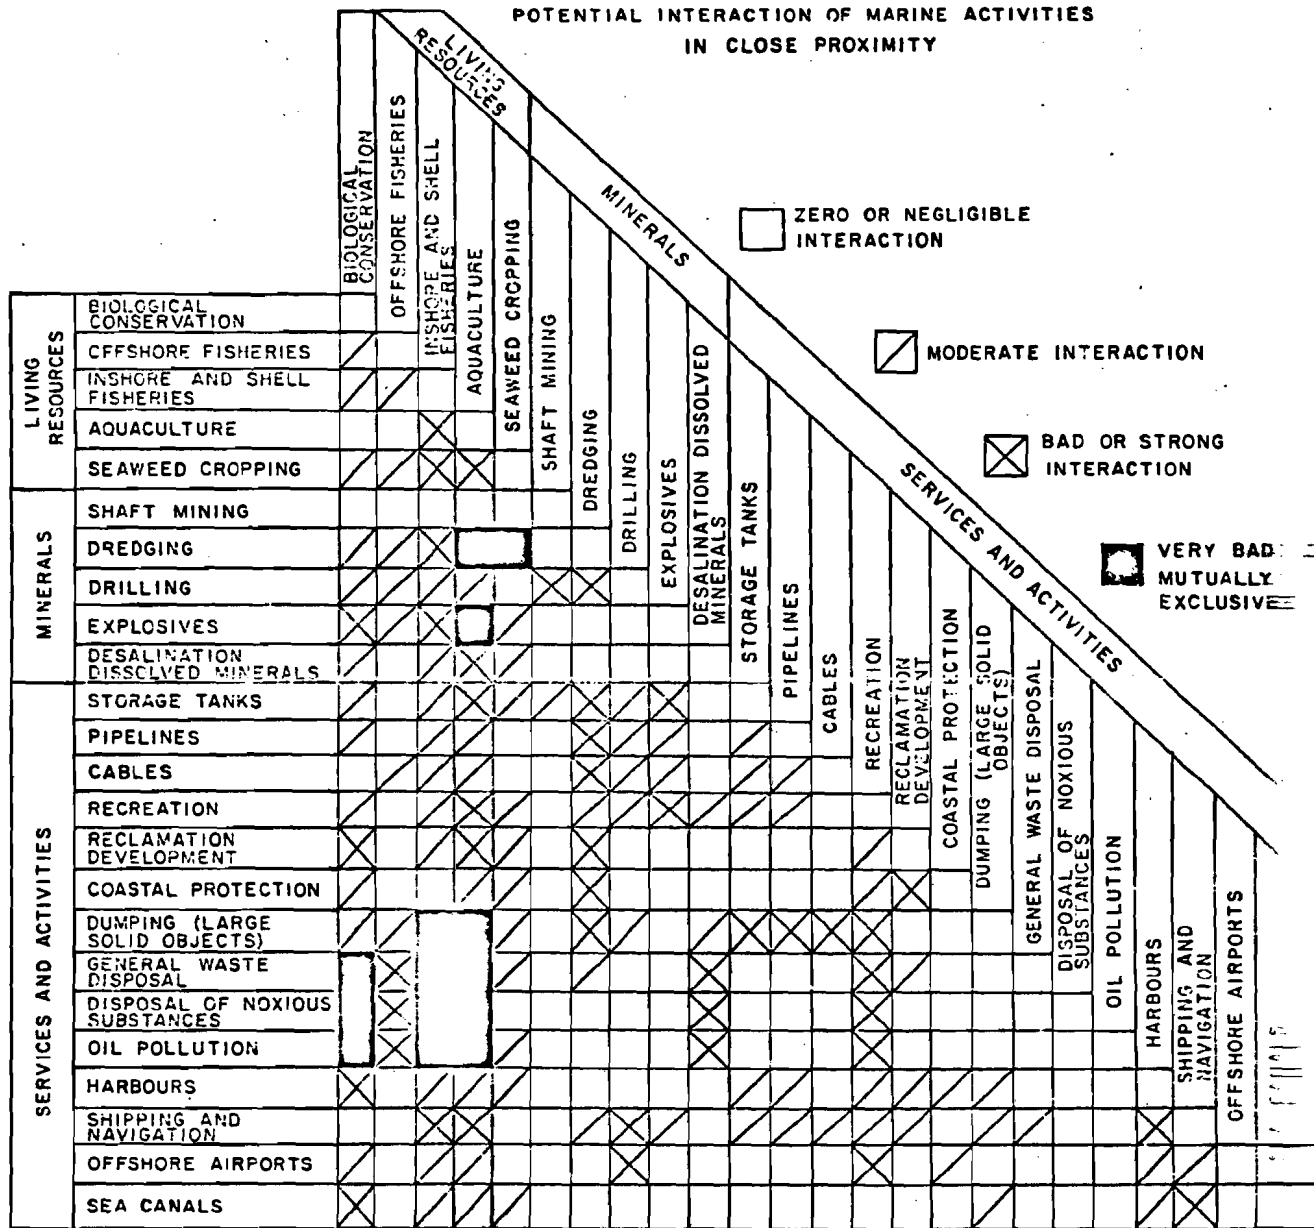 POTENTIAL INTERACTION OF MARINE ACTIVITIES
IN CLOSE PROXIMITY
LIVING
RESOURCES
MINERALS
SERVICES AND ACTIVITIES
ZERO OR NEGLIGIBLE
INTERACTION
MODERATE INTERACTION
BAD OR STRONG
INTERACTION
VERY BAD
MUTUALLY
EXCLUSIVE
BIOLOGICAL
CONSERVATION
OFFSHORE FISHERIES
INSHORE AND SHELL
FISHERIES
AQUACULTURE
SEAWEED CROPPING
SHAFT MINING
DREDGING
DRILLING
EXPLOSIVES
DESALINATION DISSOLVED
MINERALS
STORAGE TANKS
PIPELINES
CABLES
RECREATION
RECLAMATION
DEVELOPMENT
COASTAL PROTECTION
DUMPING (LARGE SOLID
OBJECTS)
GENERAL WASTE DISPOSAL
DISPOSAL OF NOXIOUS
SUBSTANCES
OIL POLLUTION
HARBOURS
SHIPPING AND
NAVIGATION
OFFSHORE AIRPORTS
LIVING
RESOURCES
BIOLOGICAL
CONSERVATION
OFFSHORE FISHERIES
INSHORE AND SHELL
FISHERIES
AQUACULTURE
SEAWEED CROPPING
MINERALS
SHAFT MINING
DREDGING
DRILLING
EXPLOSIVES
DESALINATION
DISSOLVED MINERALS
SERVICES AND ACTIVITIES
STORAGE TANKS
PIPELINES
CABLES
RECREATION
RECLAMATION
DEVELOPMENT
COASTAL PROTECTION
DUMPING (LARGE
SOLID OBJECTS)
GENERAL WASTE
DISPOSAL
DISPOSAL OF NOXIOUS
SUBSTANCES
OIL POLLUTION
HARBOURS
SHIPPING AND
NAVIGATION
OFFSHORE AIRPORTS
SEA CANALS